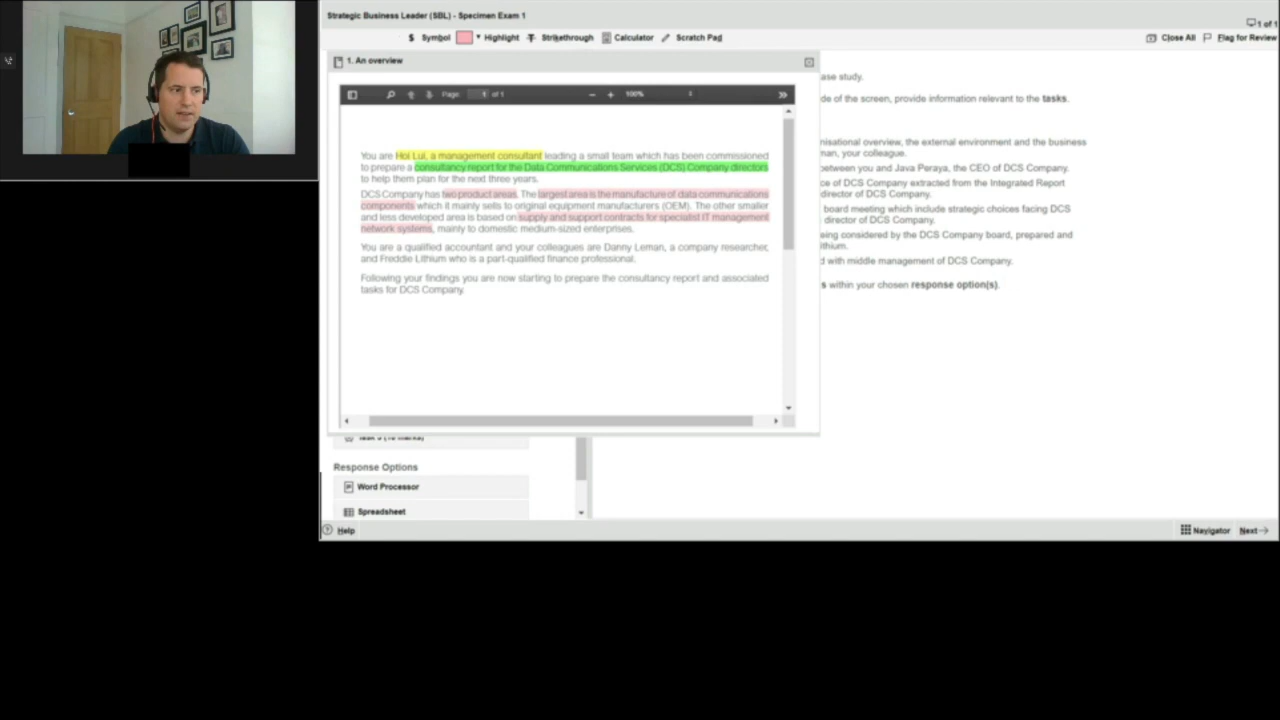 Strategic Business Leader (SBL) - Specimen Exam 1
1 of 1
$ Symbol Highlight Strikethrough Calculator Scratch Pad Close All Flag for Review
1. An overview
Page: 1 of 1 100%
You are Hoi Lui, a management consultant leading a small team which has been commissioned
to prepare a consultancy report for the Data Communications Services (DCS) Company directors
to help them plan for the next three years.
DCS Company has two product areas. The largest area is the manufacture of data communications
components which it mainly sells to original equipment manufacturers (OEM). The other smaller
and less developed area is based on supply and support contracts for specialist IT management
network systems, mainly to domestic medium-sized enterprises.
You are a qualified accountant and your colleagues are Danny Leman, a company researcher,
and Freddie Lithium who is a part-qualified finance professional.
Following your findings you are now starting to prepare the consultancy report and associated
tasks for DCS Company.
ase study.
de of the screen, provide information relevant to the tasks.
nisational overview, the external environment and the business
man, your colleague.
between you and Java Peraya, the CEO of DCS Company.
ce of DCS Company extracted from the Integrated Report
director of DCS Company.
board meeting which include strategic choices facing DCS
director of DCS Company.
eing considered by the DCS Company board, prepared and
ithium.
d with middle management of DCS Company.
s within your chosen response option(s).
Response Options
Word Processor
Spreadsheet
Help Navigator Next